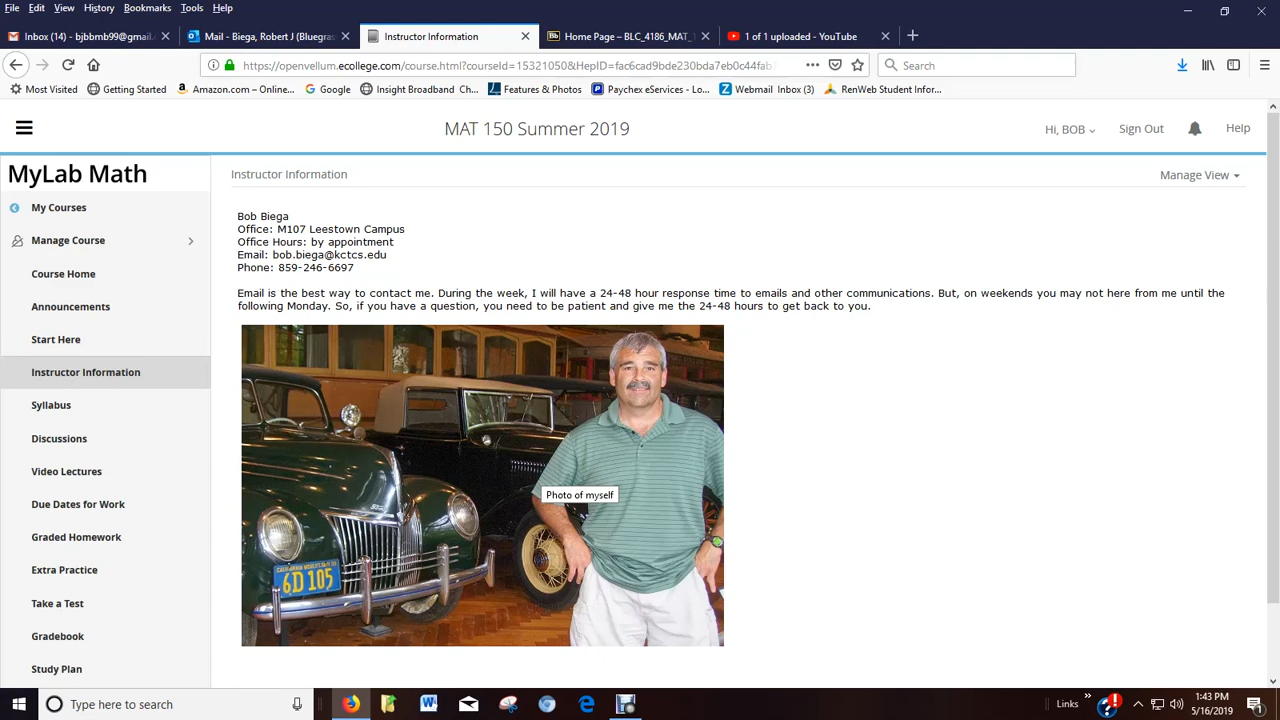 File Edit View History Bookmarks Tools Help
Inbox (14) - bjbbmb99@gmail.c
Mail - Biega, Robert J (Bluegras
Instructor Information
Home Page – BLC_4186_MAT_1
1 of 1 uploaded - YouTube
https://openvellum.ecollege.com/course.html?courseId=15321050&HepID=fac6cad9bde230bda7eb0c44fab
Search
Most Visited Getting Started Amazon.com – Online... Google Insight Broadband Ch... Features & Photos Paychex eServices - Lo... Webmail Inbox (3) RenWeb Student Infor...
MAT 150 Summer 2019
Hi, BOB Sign Out Help
MyLab Math
My Courses
Manage Course
Course Home
Announcements
Start Here
Instructor Information
Syllabus
Discussions
Video Lectures
Due Dates for Work
Graded Homework
Extra Practice
Take a Test
Gradebook
Study Plan
Instructor Information
Manage View
Bob Biega
Office: M107 Leestown Campus
Office Hours: by appointment
Email: bob.biega@kctcs.edu
Phone: 859-246-6697
Email is the best way to contact me. During the week, I will have a 24-48 hour response time to emails and other communications. But, on weekends you may not here from me until the
following Monday. So, if you have a question, you need to be patient and give me the 24-48 hours to get back to you.
Photo of myself
6D 105
Type here to search
Links
1:43 PM
5/16/2019